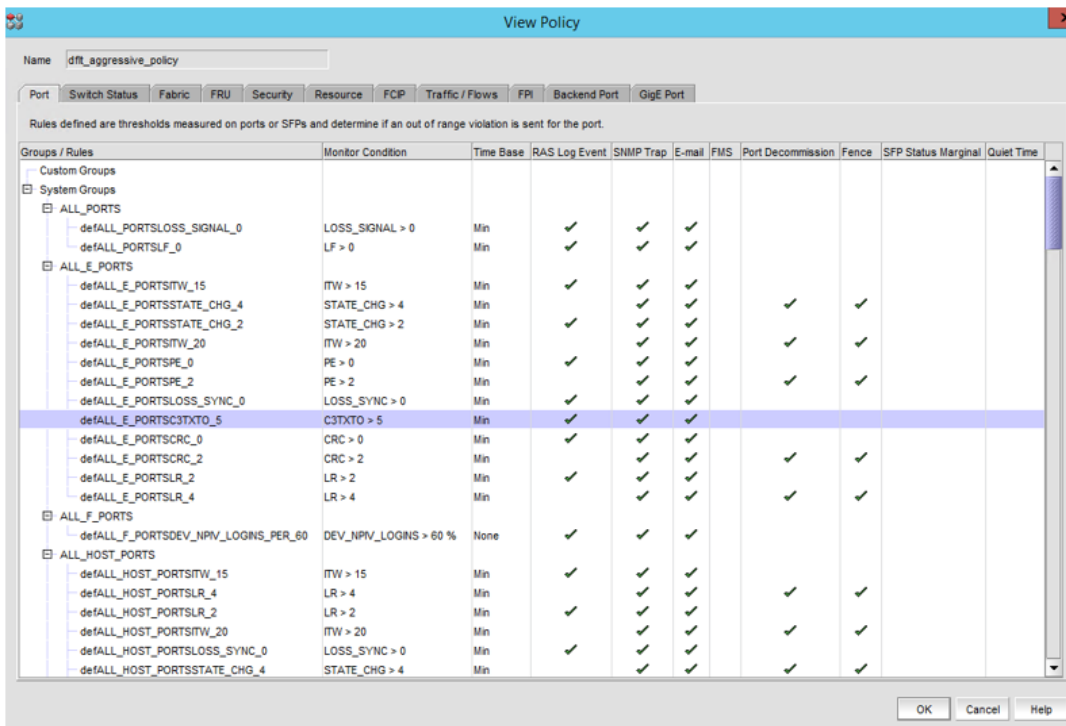 View Policy
Name dflt_aggressive_policy
Port Switch Status Fabric FRU Security Resource FCIP Traffic / Flows FPI Backend Port GigE Port
Rules defined are thresholds measured on ports or SFPs and determine if an out of range violation is sent for the port.
Groups / Rules Monitor Condition Time Base RAS Log Event SNMP Trap E-mail FMS Port Decommission Fence SFP Status Marginal Quiet Time
Custom Groups
System Groups
ALL_PORTS
defALL_PORTSLOSS_SIGNAL_0 LOSS_SIGNAL > 0 Min
defALL_PORTSLF_0 LF > 0 Min
ALL_E_PORTS
defALL_E_PORTSITW_15 ITW > 15 Min
defALL_E_PORTSSTATE_CHG_4 STATE_CHG > 4 Min
defALL_E_PORTSSTATE_CHG_2 STATE_CHG > 2 Min
defALL_E_PORTSITW_20 ITW > 20 Min
defALL_E_PORTSPE_0 PE > 0 Min
defALL_E_PORTSPE_2 PE > 2 Min
defALL_E_PORTSLOSS_SYNC_0 LOSS_SYNC > 0 Min
defALL_E_PORTSC3TXTO_5 C3TXTO > 5 Min
defALL_E_PORTSCRC_0 CRC > 0 Min
defALL_E_PORTSCRC_2 CRC > 2 Min
defALL_E_PORTSLR_2 LR > 2 Min
defALL_E_PORTSLR_4 LR > 4 Min
ALL_F_PORTS
defALL_F_PORTSDEV_NPIV_LOGINS_PER_60 DEV_NPIV_LOGINS > 60 % None
ALL_HOST_PORTS
defALL_HOST_PORTSITW_15 ITW > 15 Min
defALL_HOST_PORTSLR_4 LR > 4 Min
defALL_HOST_PORTSLR_2 LR > 2 Min
defALL_HOST_PORTSITW_20 ITW > 20 Min
defALL_HOST_PORTSLOSS_SYNC_0 LOSS_SYNC > 0 Min
defALL_HOST_PORTSSTATE_CHG_4 STATE_CHG > 4 Min
OK Cancel Help